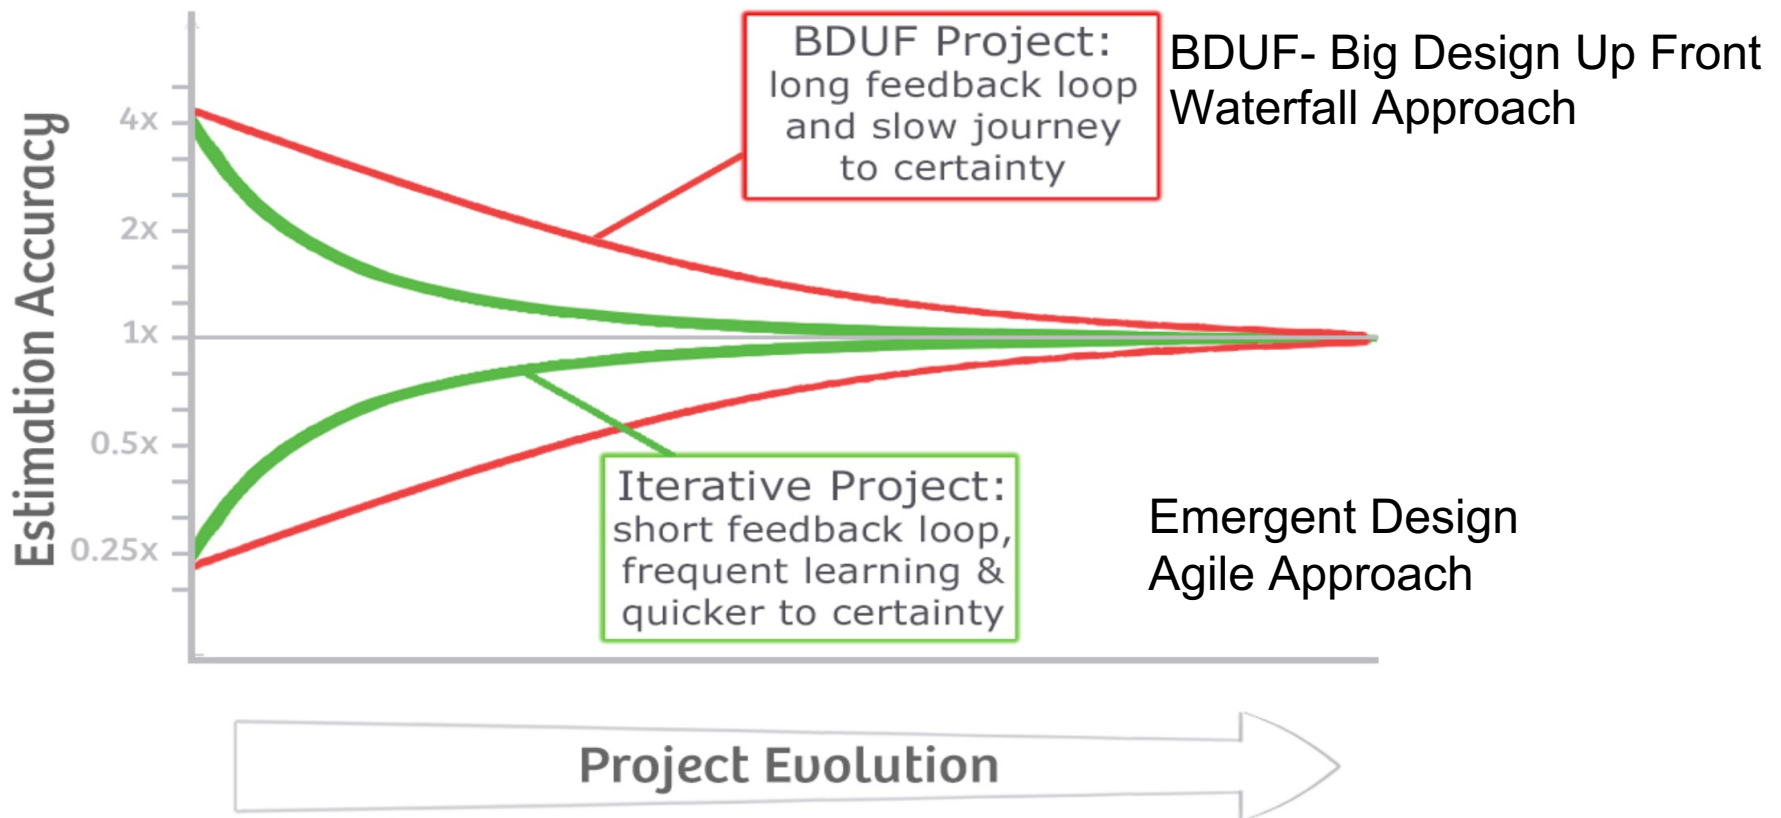 BDUF Project:
long feedback loop
and slow journey
to certainty
BDUF- Big Design Up Front
Waterfall Approach
Estimation Accuracy
4x
2x
1x
0.5x
0.25x
Iterative Project:
short feedback loop,
frequent learning &
quicker to certainty
Emergent Design
Agile Approach
Project Evolution